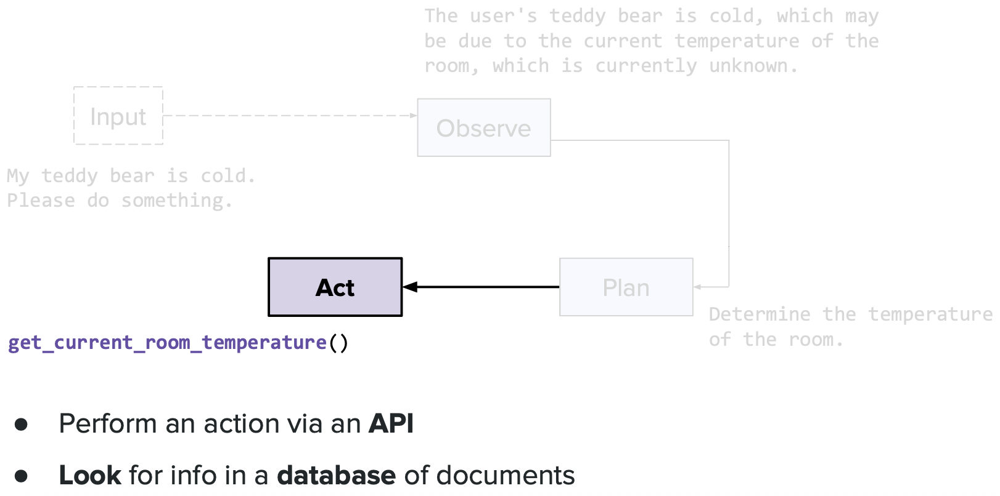 The user's teddy bear is cold, which may
be due to the current temperature of the
room, which is currently unknown.
Input
Observe
My teddy bear is cold.
Please do something.
Act
Plan
Determine the temperature
of the room.
get_current_room_temperature()
● Perform an action via an API
● Look for info in a database of documents